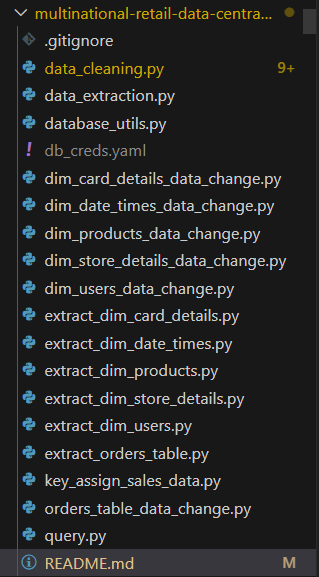 multinational-retail-data-centra...
.gitignore
data_cleaning.py 9+
data_extraction.py
database_utils.py
! db_creds.yaml
dim_card_details_data_change.py
dim_date_times_data_change.py
dim_products_data_change.py
dim_store_details_data_change.py
dim_users_data_change.py
extract_dim_card_details.py
extract_dim_date_times.py
extract_dim_products.py
extract_dim_store_details.py
extract_dim_users.py
extract_orders_table.py
key_assign_sales_data.py
orders_table_data_change.py
query.py
README.md M